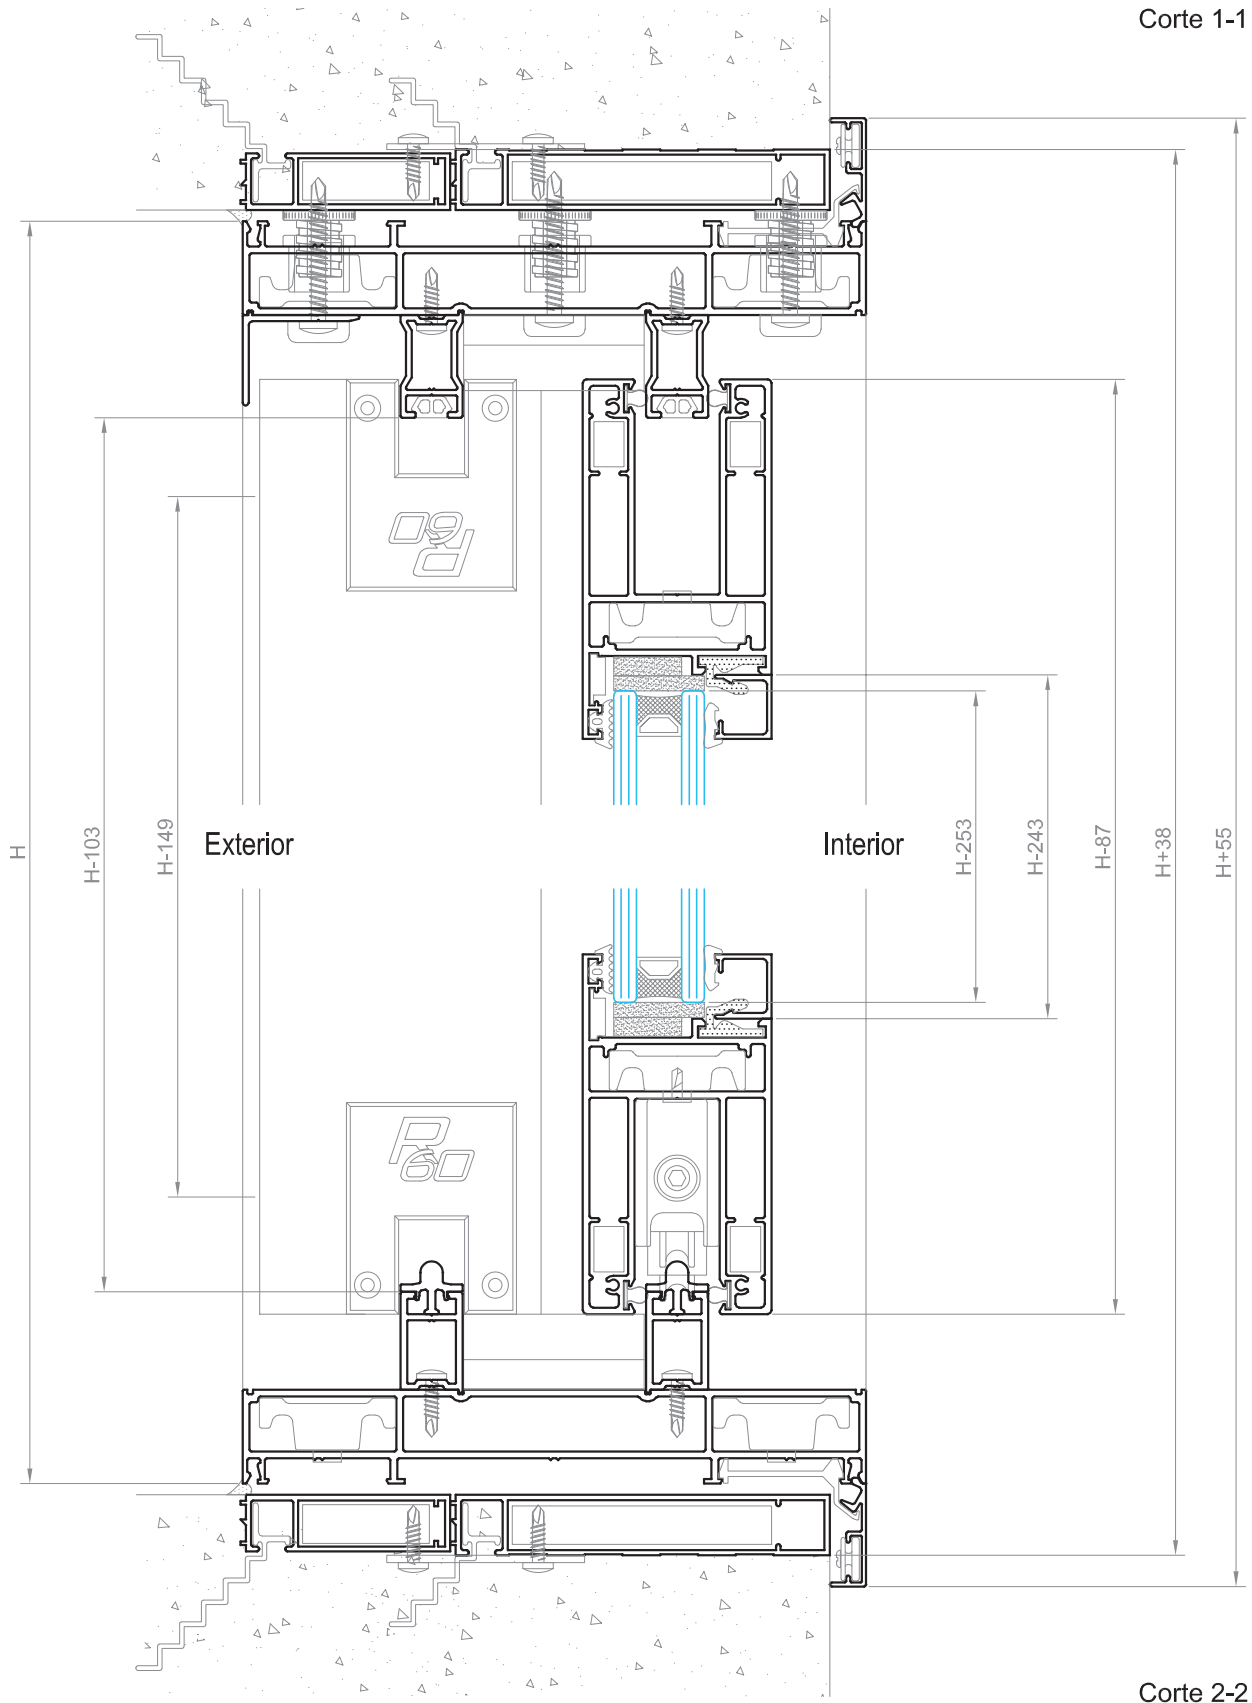 Corte 1-1
R60
H
H-103
H-149
Exterior
Interior
H-253
H-243
H-87
H+38
H+55
R60
Corte 2-2